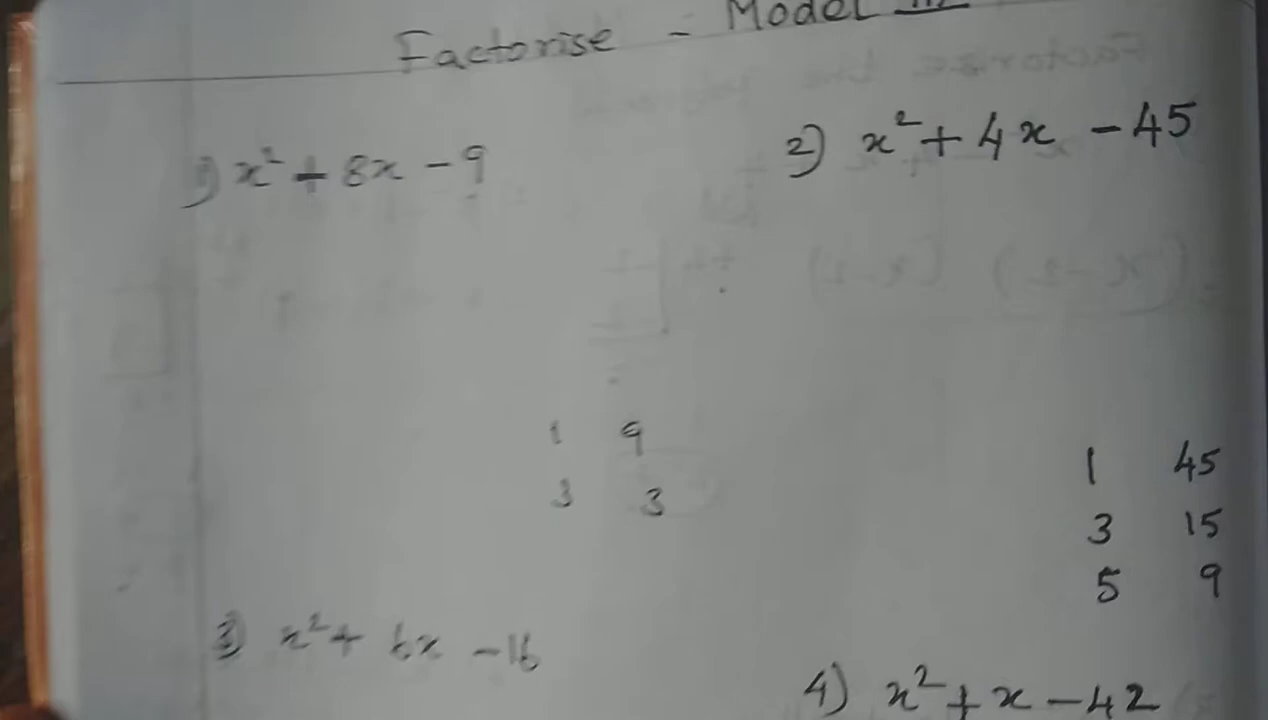 Factorise - Model III
1) x² + 8x - 9
2) x² + 4x - 45
1 9
3 3
1 45
3 15
5 9
3) x² + 6x - 16
4) x² + x - 42